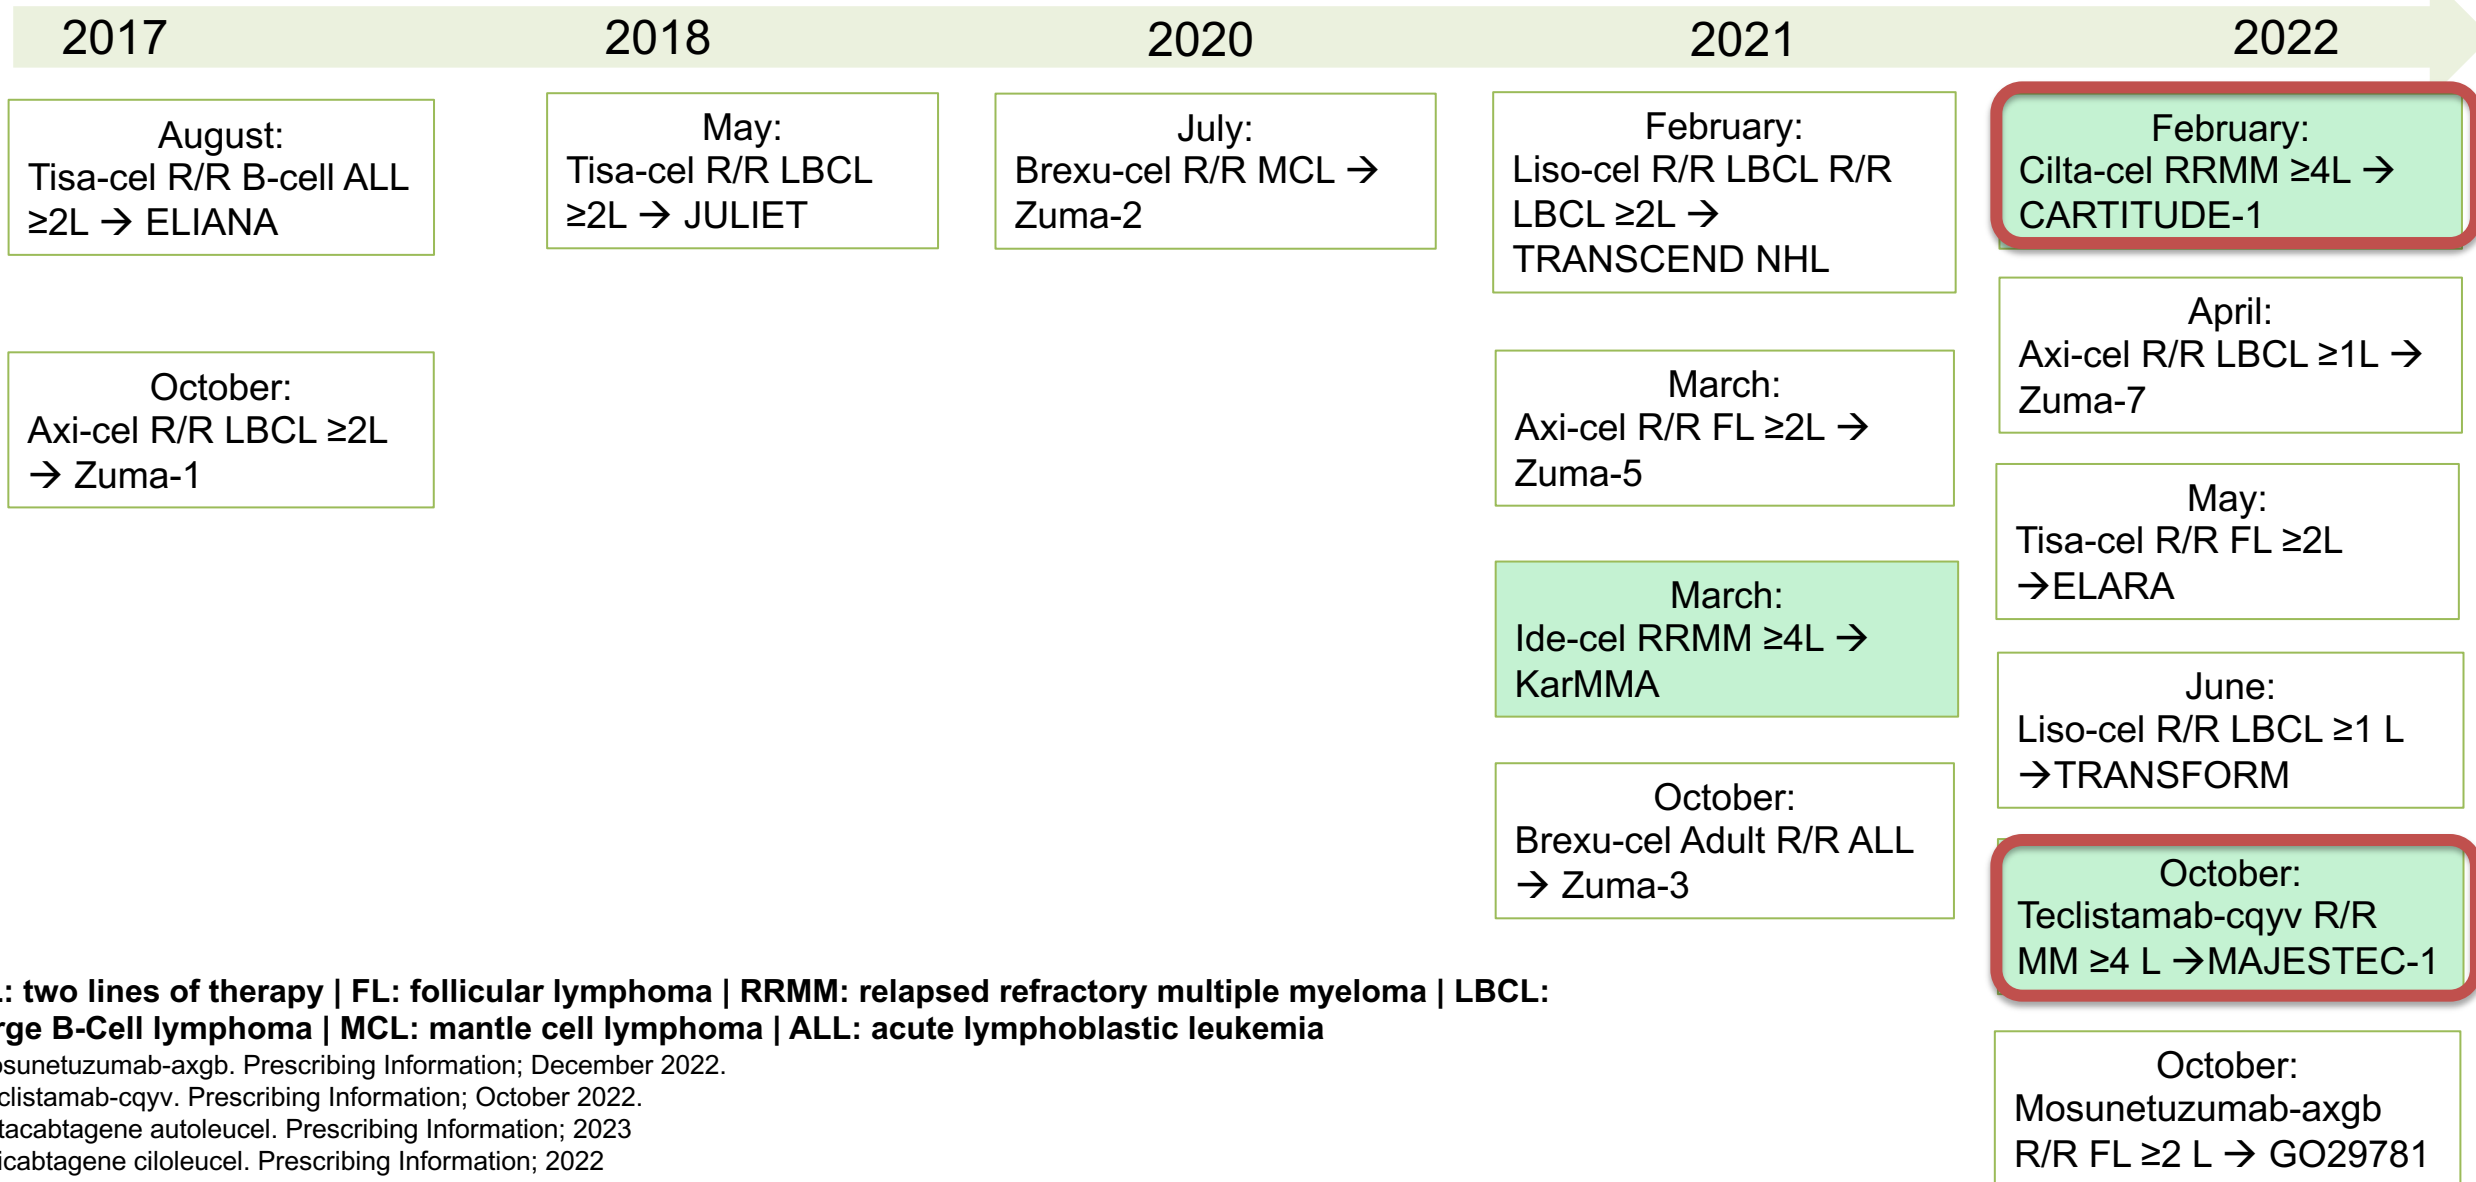 2017
2018
2020
2021
2022
August:
Tisa-cel R/R B-cell ALL
≥2L → ELIANA
October:
Axi-cel R/R LBCL ≥2L
→ Zuma-1
May:
Tisa-cel R/R LBCL
≥2L → JULIET
July:
Brexu-cel R/R MCL →
Zuma-2
February:
Liso-cel R/R LBCL R/R
LBCL ≥2L →
TRANSCEND NHL
March:
Axi-cel R/R FL ≥2L →
Zuma-5
March:
Ide-cel RRMM ≥4L →
KarMMA
October:
Brexu-cel Adult R/R ALL
→ Zuma-3
February:
Cilta-cel RRMM ≥4L →
CARTITUDE-1
April:
Axi-cel R/R LBCL ≥1L →
Zuma-7
May:
Tisa-cel R/R FL ≥2L
→ELARA
June:
Liso-cel R/R LBCL ≥1 L
→TRANSFORM
October:
Teclistamab-cqyv R/R
MM ≥4 L →MAJESTEC-1
October:
Mosunetuzumab-axgb
R/R FL ≥2 L → GO29781
: two lines of therapy | FL: follicular lymphoma | RRMM: relapsed refractory multiple myeloma | LBCL:
rge B-Cell lymphoma | MCL: mantle cell lymphoma | ALL: acute lymphoblastic leukemia
osunetuzumab-axgb. Prescribing Information; December 2022.
clistamab-cqyv. Prescribing Information; October 2022.
tacabtagene autoleucel. Prescribing Information; 2023
icabtagene ciloleucel. Prescribing Information; 2022